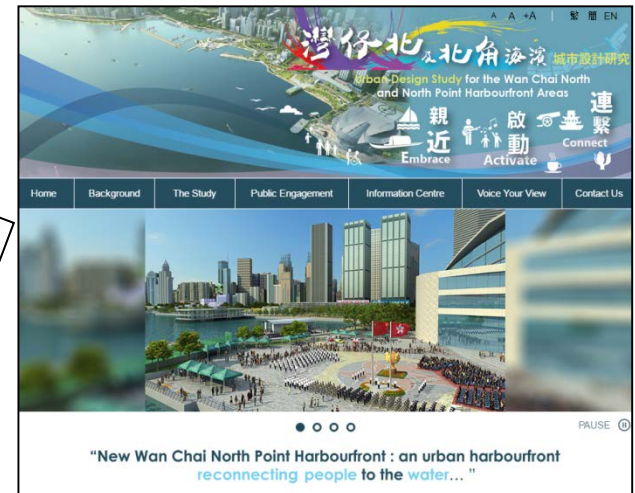 A A +A | 繁 簡 EN
灣仔北及北角海濱 城市設計研究
Urban Design Study for the Wan Chai North
and North Point Harbourfront Areas
親近 Embrace
啟動 Activate
連繫 Connect
Home Background The Study Public Engagement Information Centre Voice Your View Contact Us
PAUSE
“New Wan Chai North Point Harbourfront : an urban harbourfront
reconnecting people to the water… ”